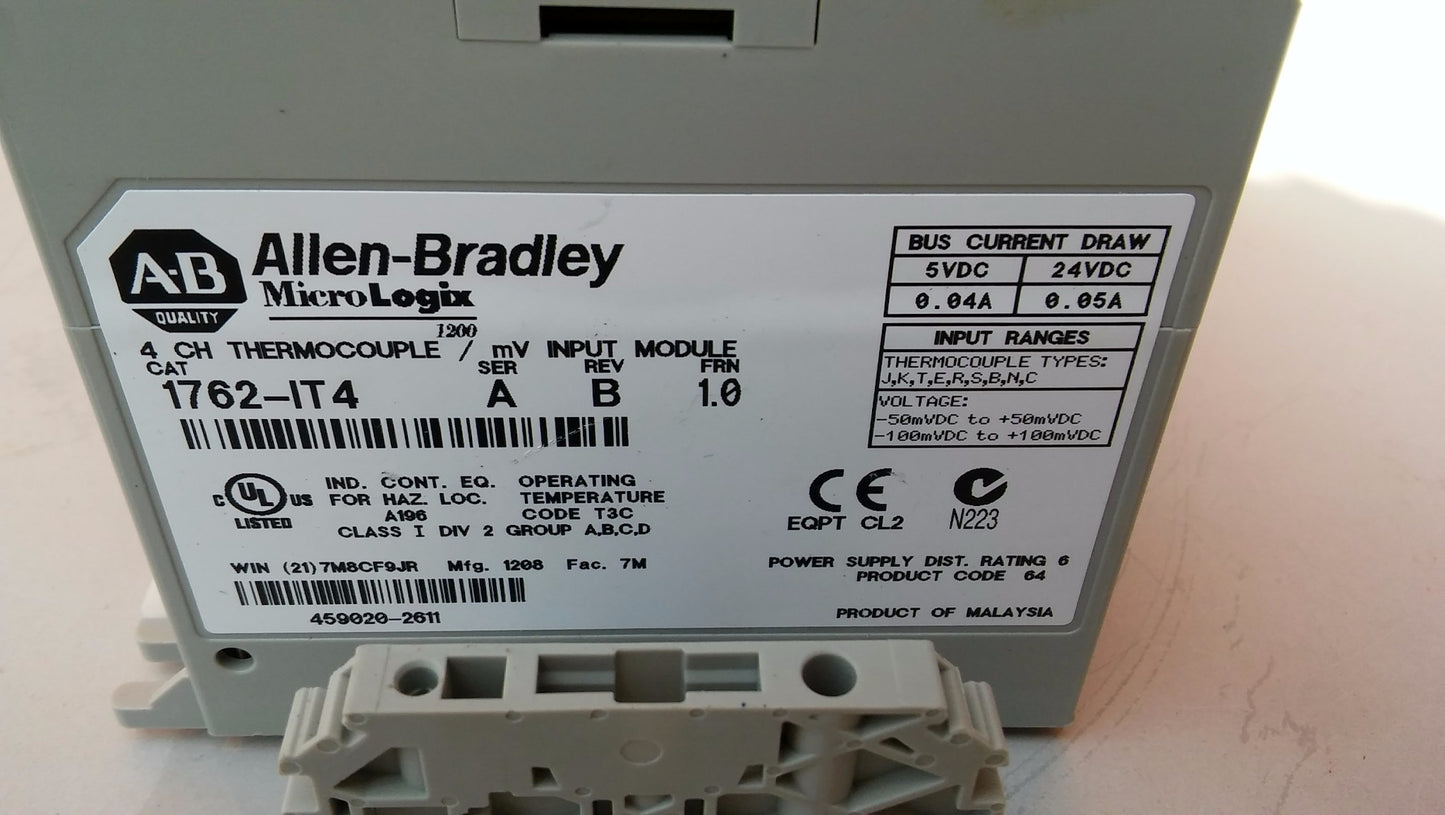 A-B
QUALITY
Allen-Bradley
MicroLogix
1200
4 CH THERMOCOUPLE / mV INPUT MODULE
CAT SER REV FRN
1762-IT4 A B 1.0
BUS CURRENT DRAW
5VDC 24VDC
0.04A 0.05A
INPUT RANGES
THERMOCOUPLE TYPES:
J,K,T,E,R,S,B,N,C
VOLTAGE:
-50mVDC to +50mVDC
-100mVDC to +100mVDC
C UL US
LISTED
IND. CONT. EQ. OPERATING
FOR HAZ. LOC. TEMPERATURE
A196 CODE T3C
CLASS I DIV 2 GROUP A,B,C,D
CE
EQPT CL2 N223
WIN (21)7M8CF9JR Mfg. 1208 Fac. 7M
459020-2611
POWER SUPPLY DIST. RATING 6
PRODUCT CODE 64
PRODUCT OF MALAYSIA